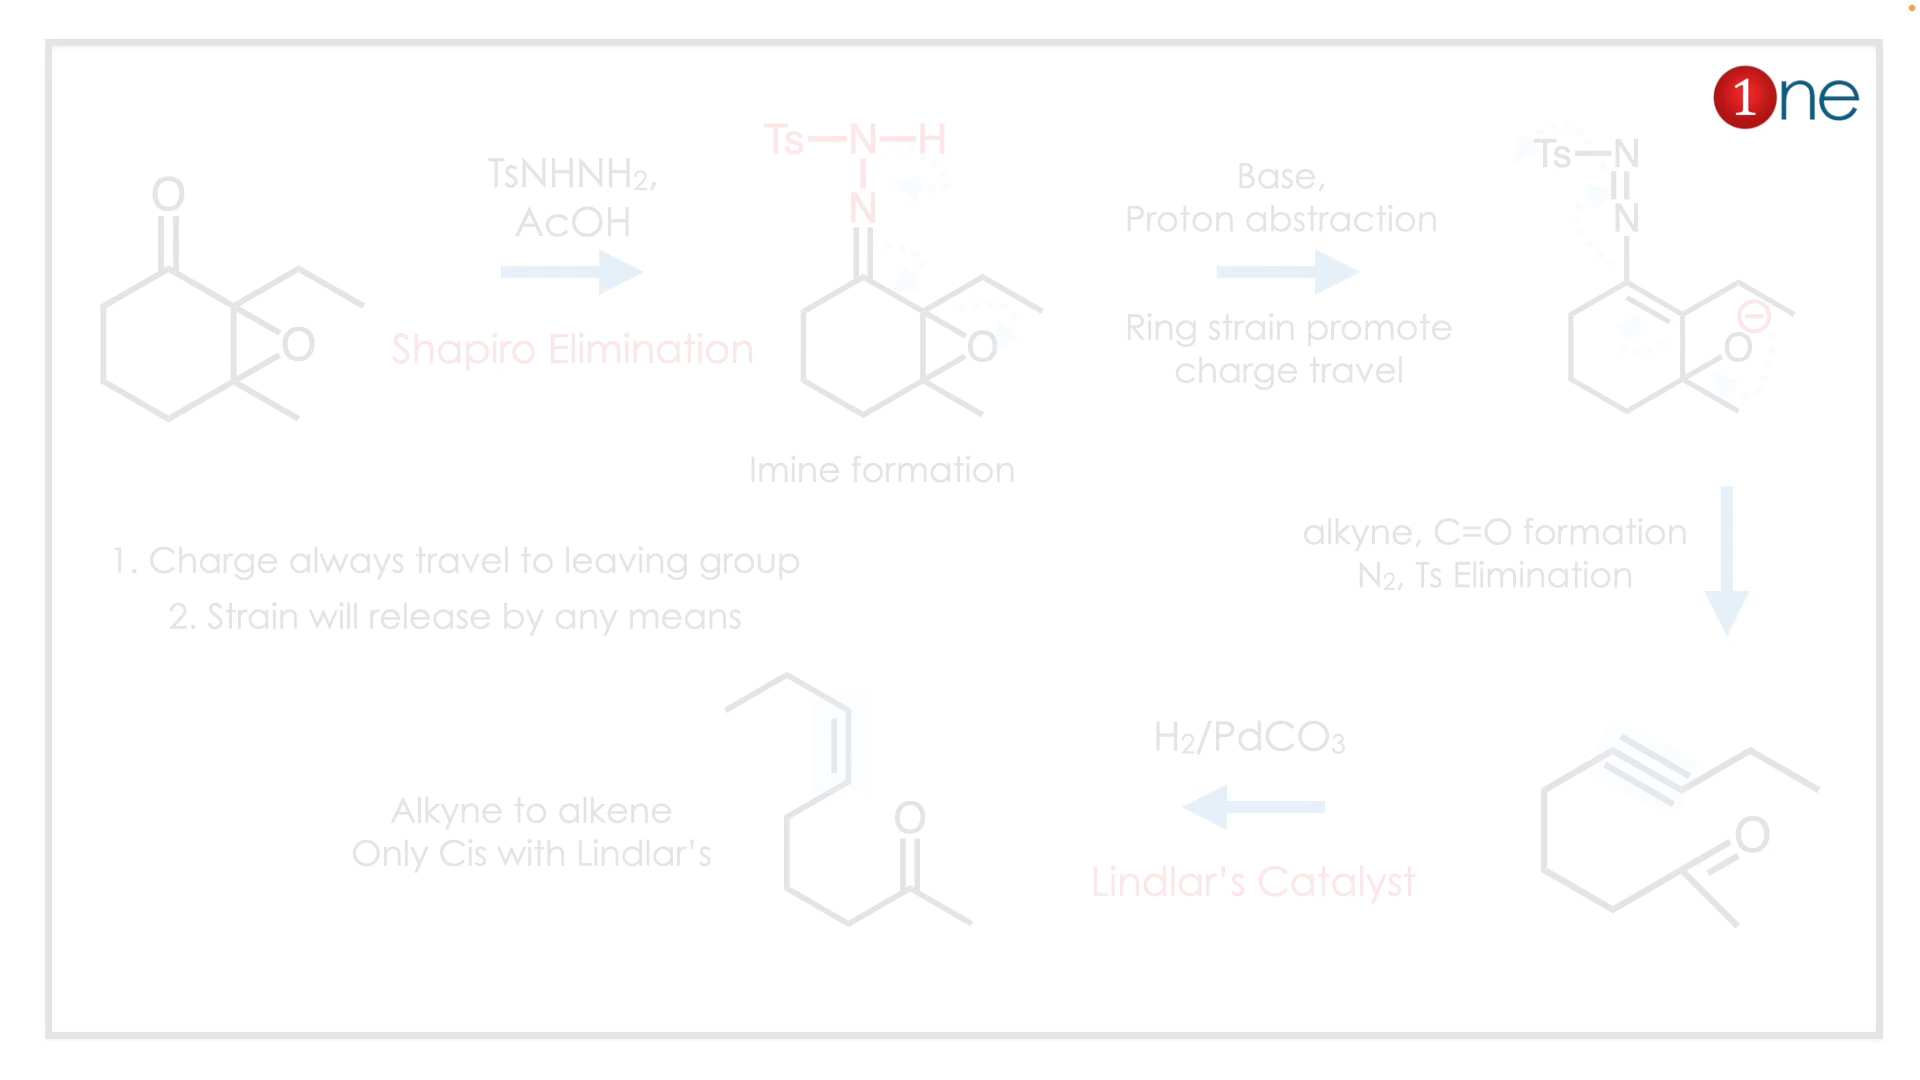 1ne
O
O
TsNHNH2,
AcOH
Shapiro Elimination
Ts N H
N
O
Imine formation
Base,
Proton abstraction
Ring strain promote
charge travel
Ts N
N
O
alkyne, C=O formation
N2, Ts Elimination
1. Charge always travel to leaving group
2. Strain will release by any means
O
H2/PdCO3
Lindlar's Catalyst
O
Alkyne to alkene
Only Cis with Lindlar's